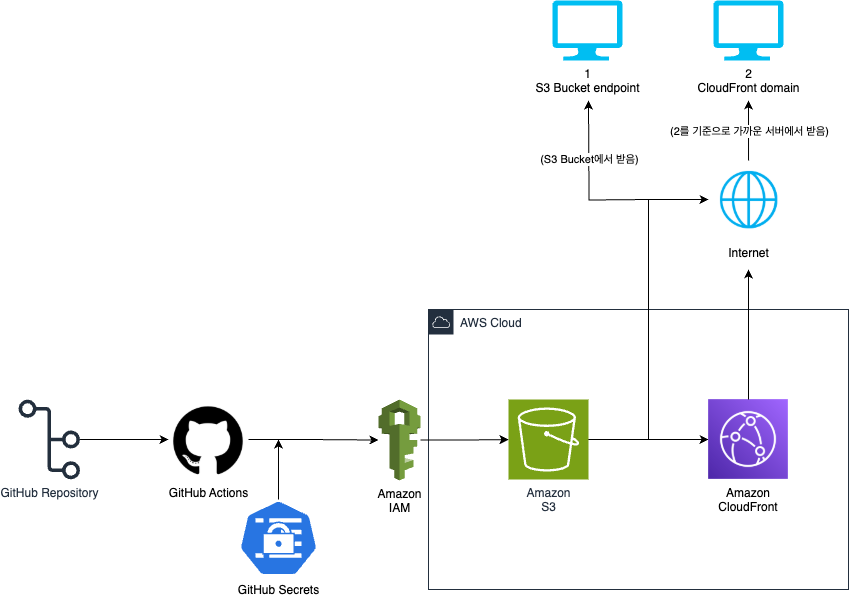 1
S3 Bucket endpoint
2
CloudFront domain
(2를 기준으로 가까운 서버에서 받음)
(S3 Bucket에서 받음)
Internet
AWS Cloud
GitHub Repository
GitHub Actions
Amazon
IAM
Amazon
S3
Amazon
CloudFront
GitHub Secrets